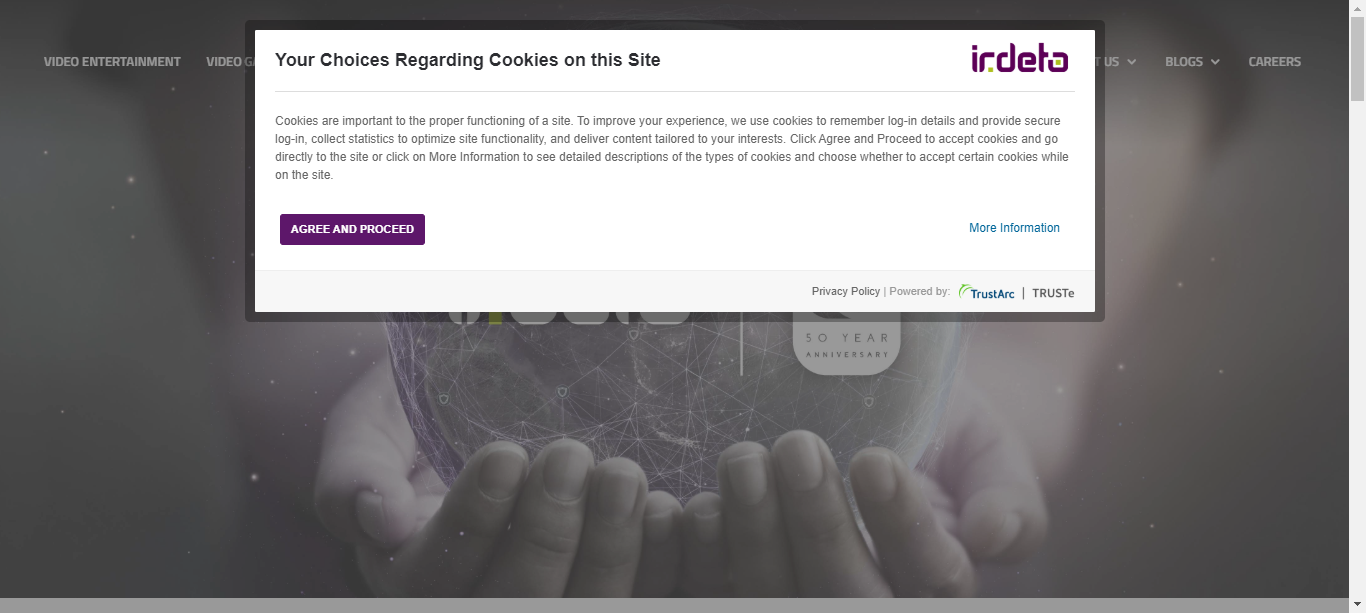 VIDEO ENTERTAINMENT
VIDEO GA
T US
BLOGS
CAREERS
Your Choices Regarding Cookies on this Site
irdeto
Cookies are important to the proper functioning of a site. To improve your experience, we use cookies to remember log-in details and provide secure
log-in, collect statistics to optimize site functionality, and deliver content tailored to your interests. Click Agree and Proceed to accept cookies and go
directly to the site or click on More Information to see detailed descriptions of the types of cookies and choose whether to accept certain cookies while
on the site.
AGREE AND PROCEED
More Information
Privacy Policy | Powered by: TrustArc | TRUSTe
50 YEAR
ANNIVERSARY